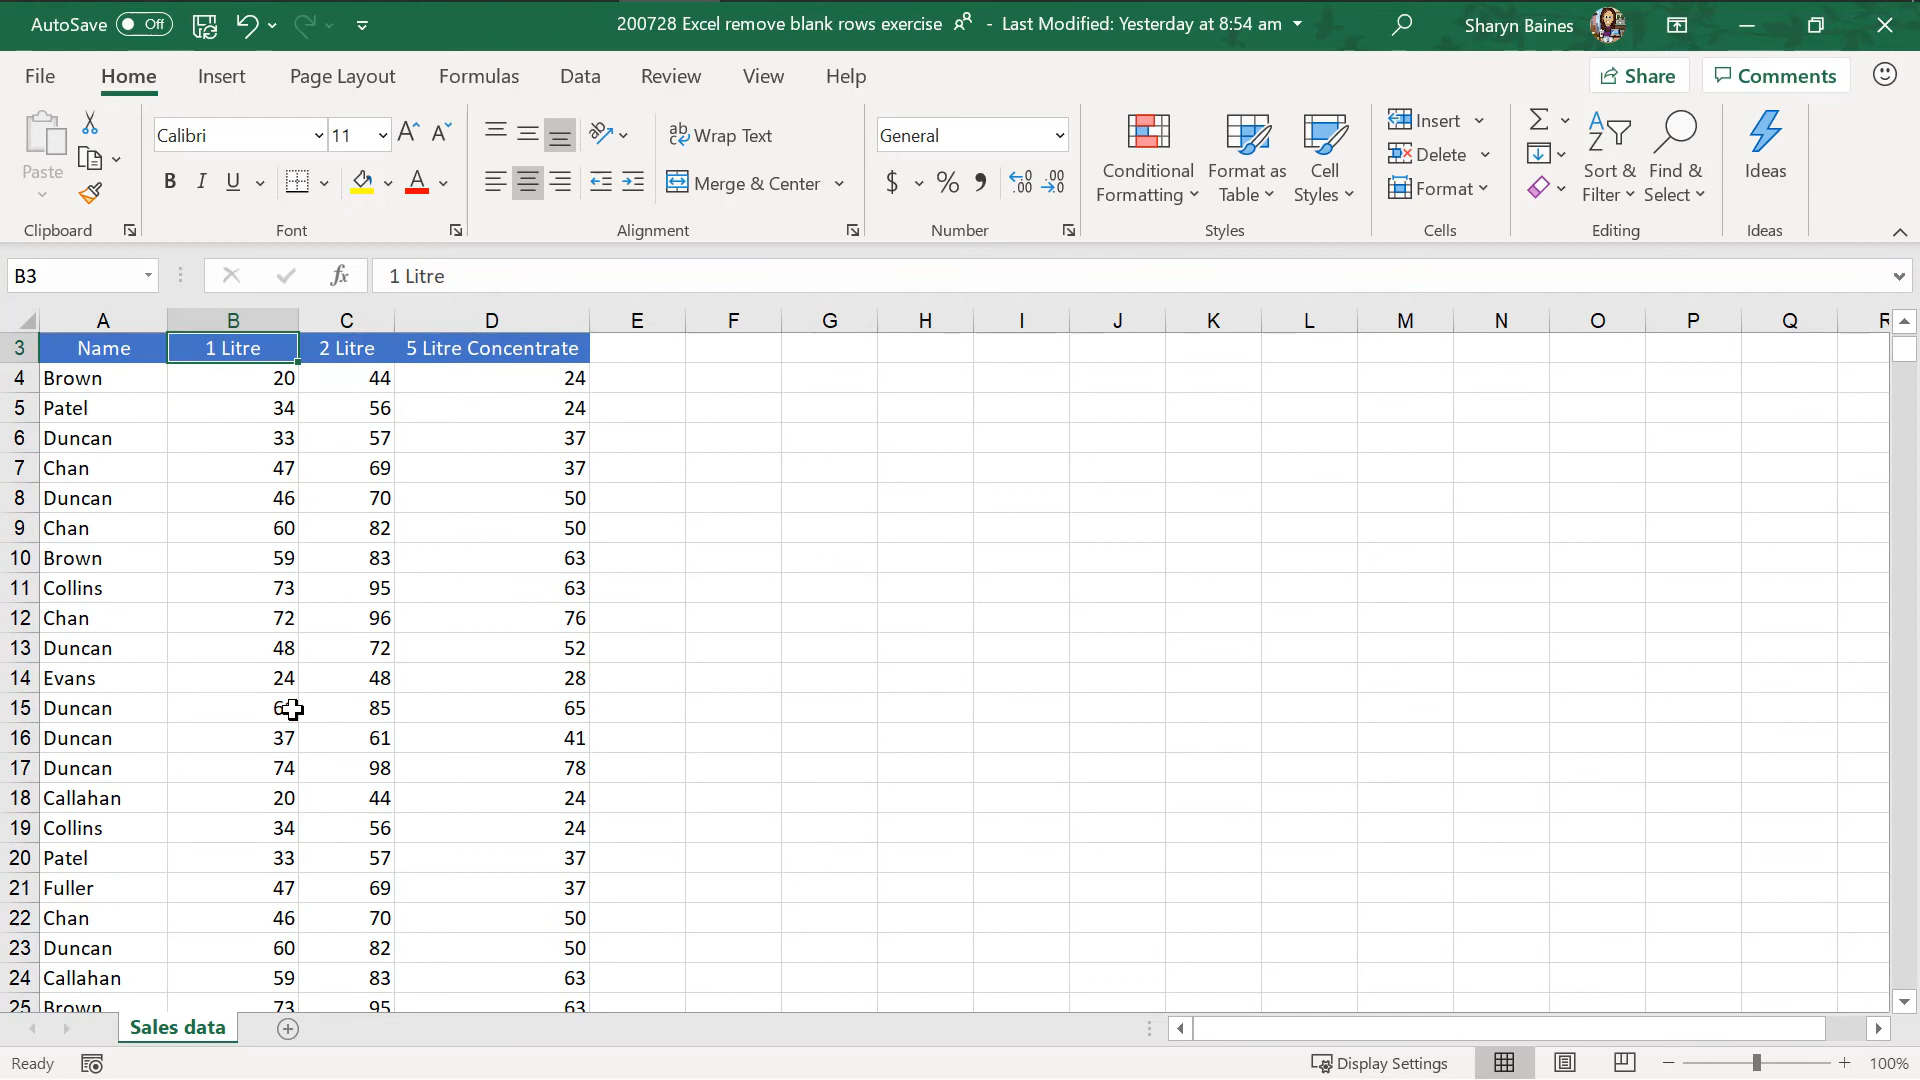 AutoSave Off 200728 Excel remove blank rows exercise - Last Modified: Yesterday at 8:54 am Sharyn Baines
File Home Insert Page Layout Formulas Data Review View Help Share Comments
Paste
Clipboard
Calibri 11
B I U A
Font
ab Wrap Text
Merge & Center
Alignment
General
$ % 9 .00 .00
Number
Conditional Formatting
Format as Table
Cell Styles
Styles
Insert
Delete
Format
Cells
Sort & Filter
Find & Select
Editing
Ideas
Ideas
B3 fx 1 Litre
A B C D E F G H I J K L M N O P Q R
3 Name 1 Litre 2 Litre 5 Litre Concentrate
4 Brown 20 44 24
5 Patel 34 56 24
6 Duncan 33 57 37
7 Chan 47 69 37
8 Duncan 46 70 50
9 Chan 60 82 50
10 Brown 59 83 63
11 Collins 73 95 63
12 Chan 72 96 76
13 Duncan 48 72 52
14 Evans 24 48 28
15 Duncan 85 65
16 Duncan 37 61 41
17 Duncan 74 98 78
18 Callahan 20 44 24
19 Collins 34 56 24
20 Patel 33 57 37
21 Fuller 47 69 37
22 Chan 46 70 50
23 Duncan 60 82 50
24 Callahan 59 83 63
25 Brown 73 95 63
Sales data
Ready Display Settings 100%